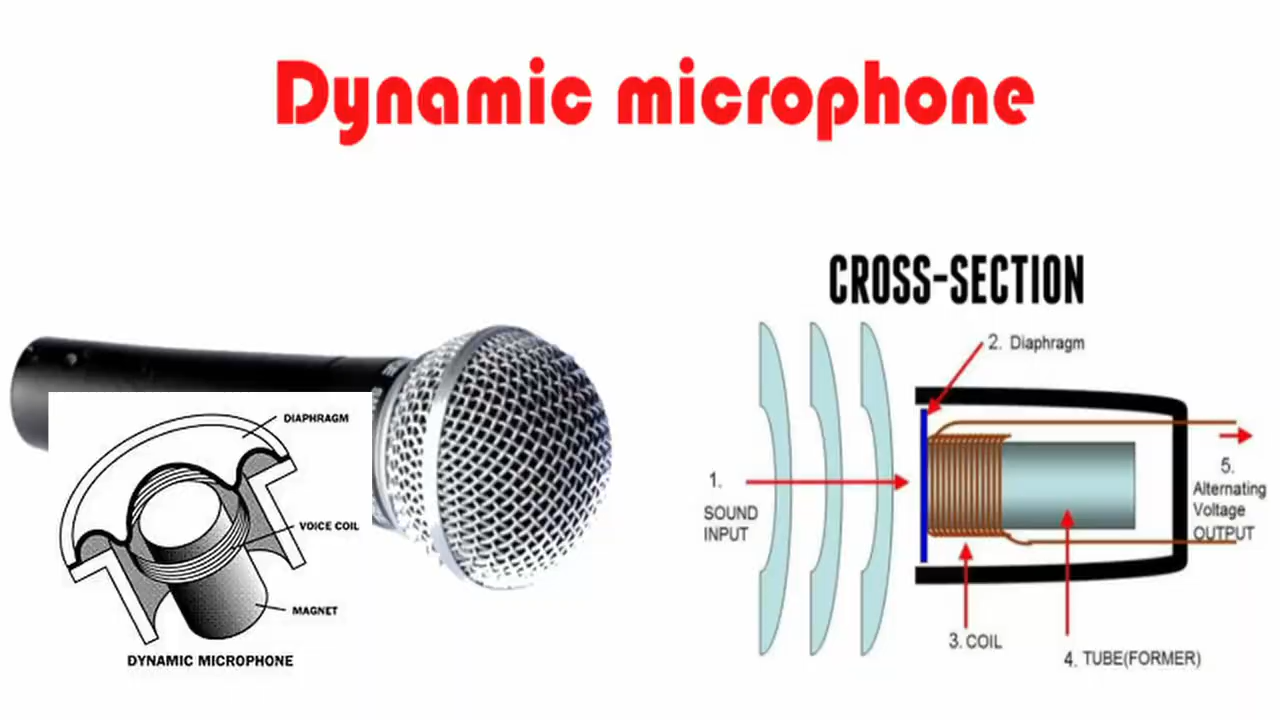 Dynamic microphone
CROSS-SECTION
2. Diaphragm
1.
SOUND
INPUT
5.
Alternating
Voltage
OUTPUT
3. COIL
4. TUBE(FORMER)
DIAPHRAGM
VOICE COIL
MAGNET
DYNAMIC MICROPHONE